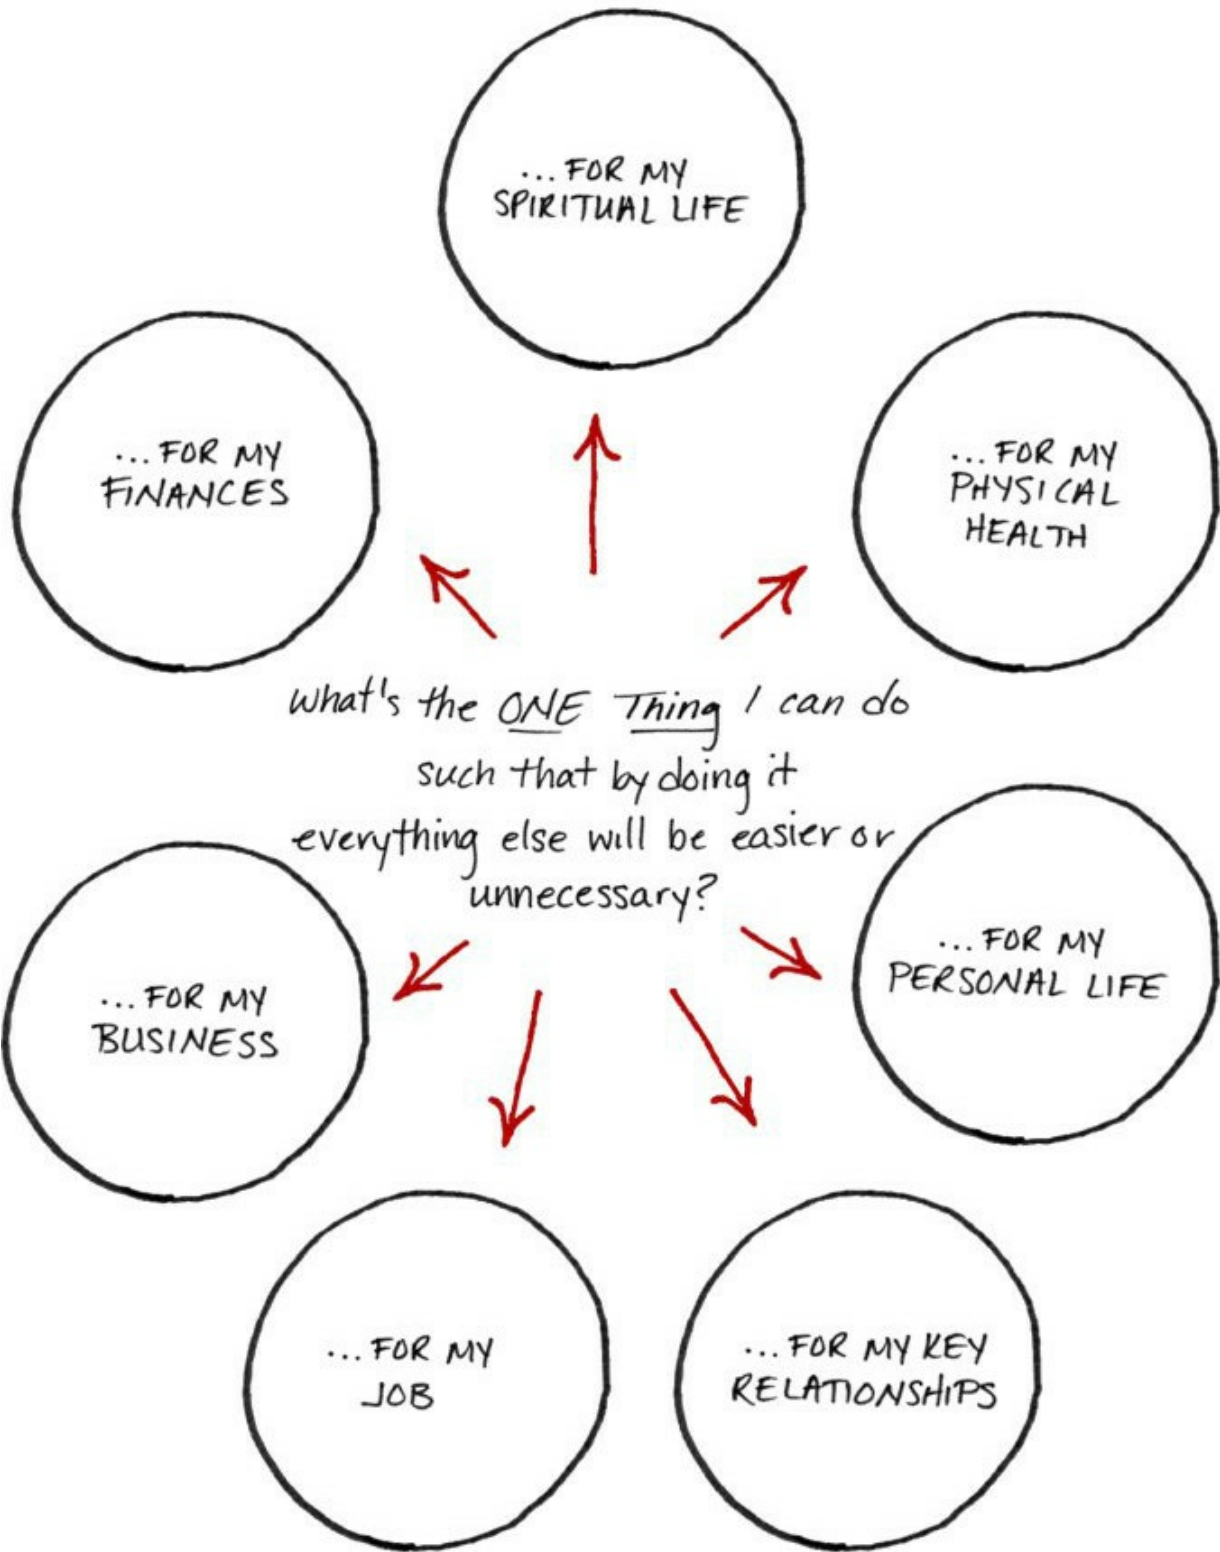 ... FOR MY
SPIRITUAL LIFE
... FOR MY
FINANCES
... FOR MY
PHYSICAL
HEALTH
what's the ONE Thing I can do
such that by doing it
everything else will be easier or
unnecessary?
... FOR MY
PERSONAL LIFE
... FOR MY
BUSINESS
... FOR MY
JOB
... FOR MY KEY
RELATIONSHIPS